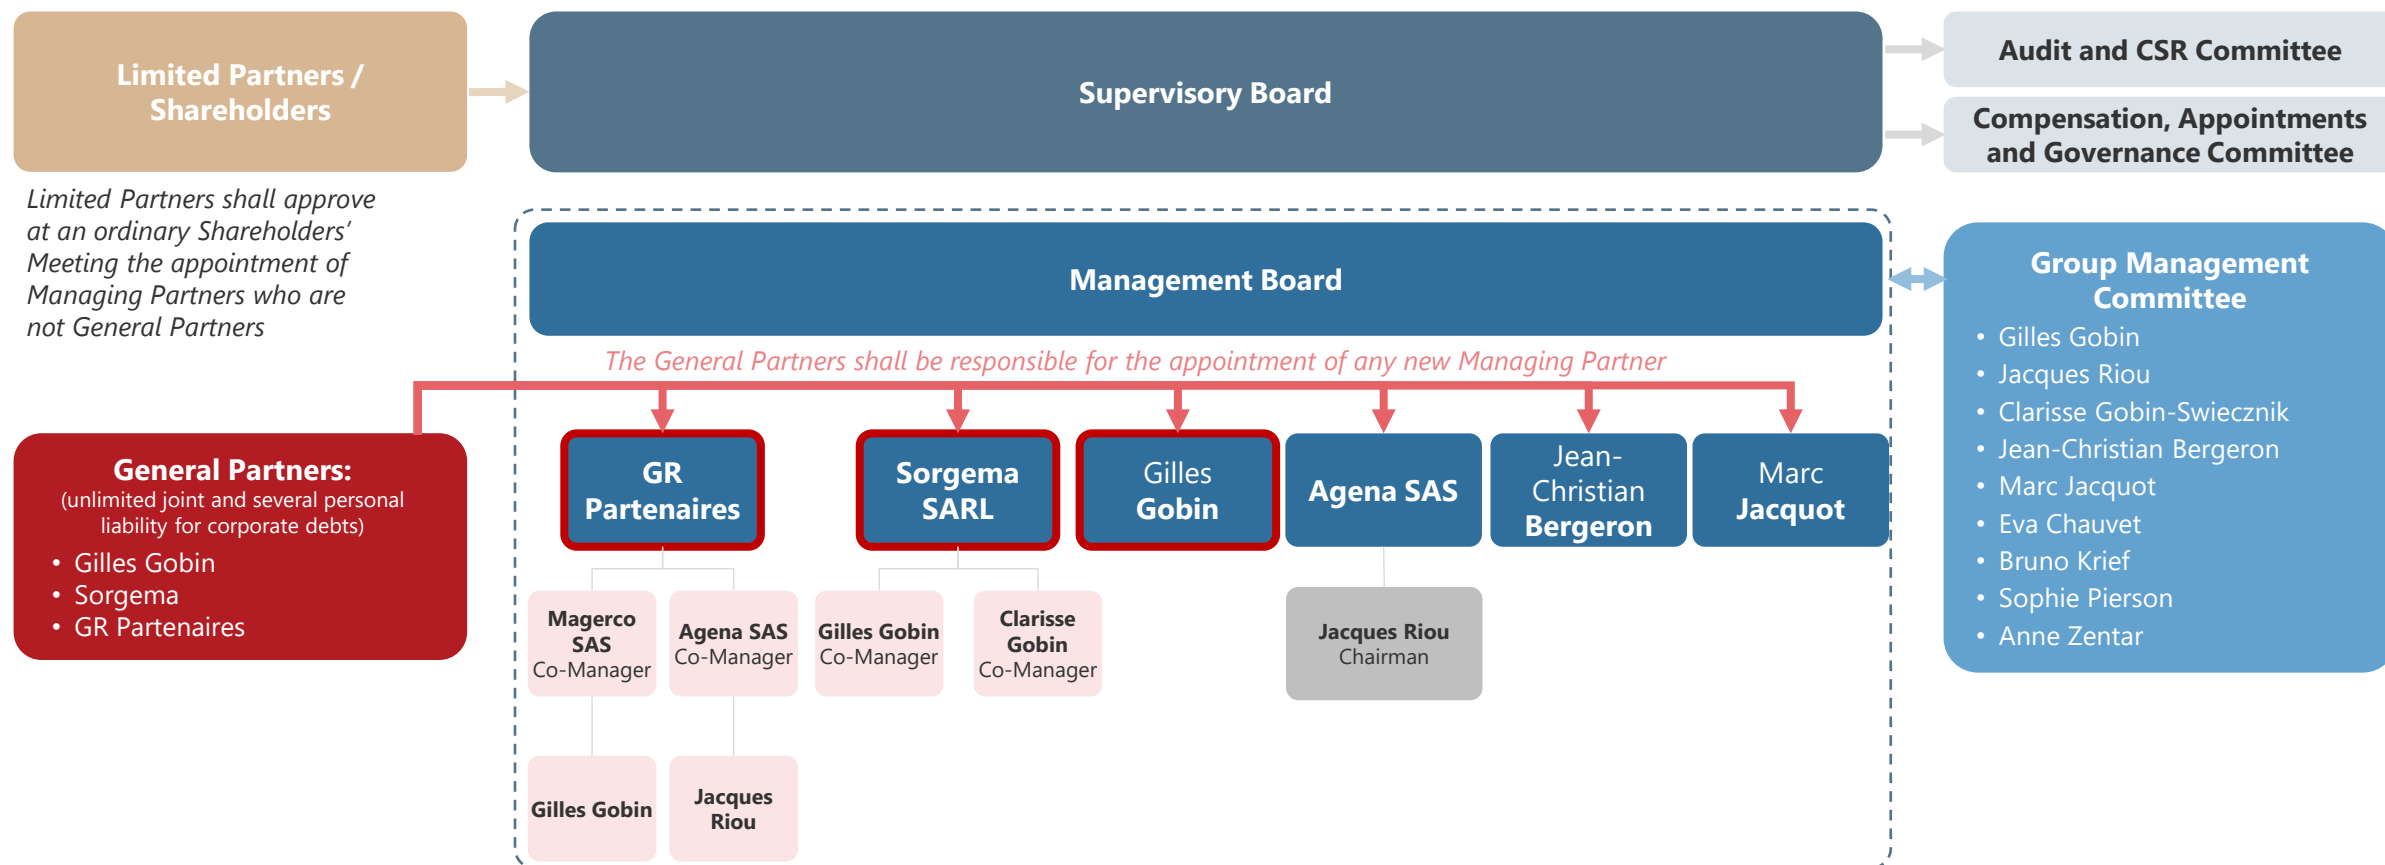 Limited Partners /
Shareholders
Supervisory Board
Audit and CSR Committee
Compensation, Appointments
and Governance Committee
Limited Partners shall approve
at an ordinary Shareholders’
Meeting the appointment of
Managing Partners who are
not General Partners
Management Board
Group Management
Committee
• Gilles Gobin
• Jacques Riou
• Clarisse Gobin-Swiecznik
• Jean-Christian Bergeron
• Marc Jacquot
• Eva Chauvet
• Bruno Krief
• Sophie Pierson
• Anne Zentar
The General Partners shall be responsible for the appointment of any new Managing Partner
General Partners:
(unlimited joint and several personal
liability for corporate debts)
• Gilles Gobin
• Sorgema
• GR Partenaires
GR
Partenaires
Sorgema
SARL
Gilles
Gobin
Agena SAS
Jean-
Christian
Bergeron
Marc
Jacquot
Magerco
SAS
Co-Manager
Agena SAS
Co-Manager
Gilles Gobin
Co-Manager
Clarisse
Gobin
Co-Manager
Jacques Riou
Chairman
Gilles Gobin
Jacques
Riou